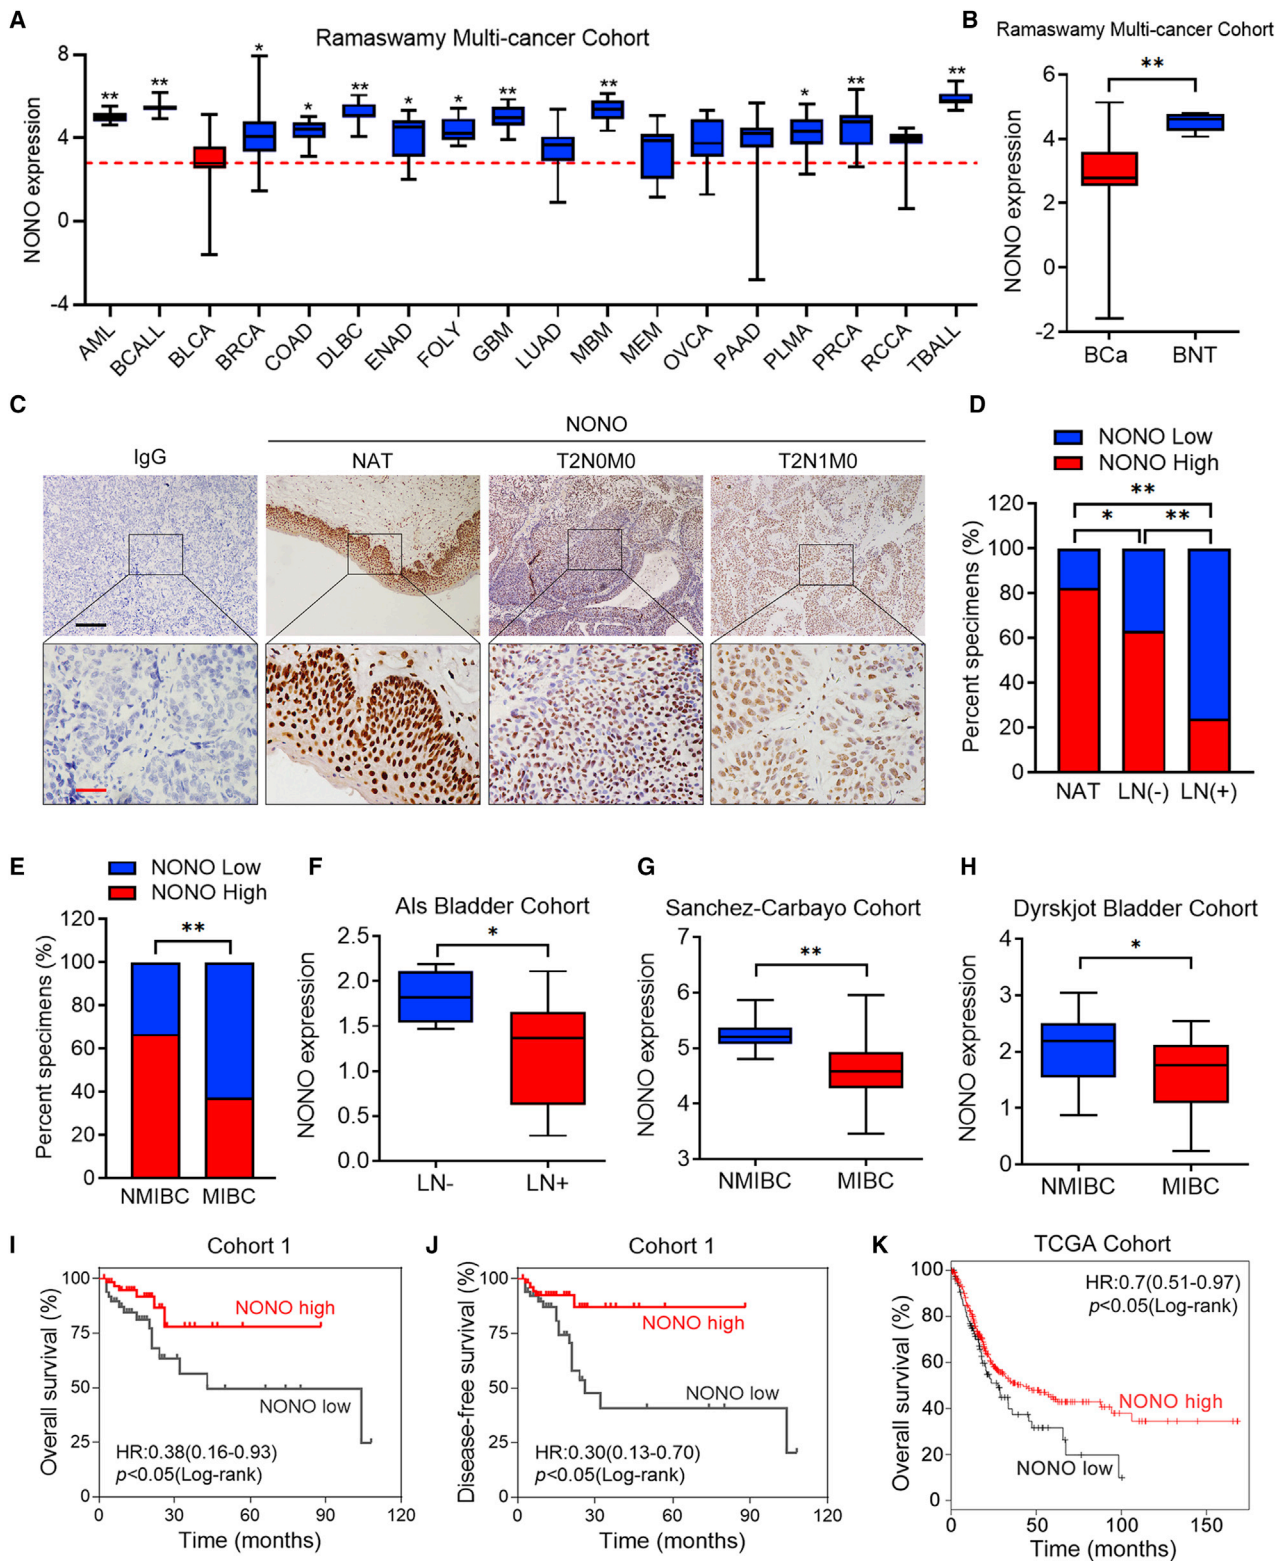 A
Ramaswamy Multi-cancer Cohort
NONO expression
8
4
0
-4
** ** * * ** * * ** ** * ** **
AML BCALL BLCA BRCA COAD DLBC ENAD FOLY GBM LUAD MBM MEM OVCA PAAD PLMA PRCA RCCA TBALL
B
Ramaswamy Multi-cancer Cohort
**
NONO expression
6
4
2
0
-2
BCa BNT
C
NONO
IgG NAT T2N0M0 T2N1M0
D
NONO Low
NONO High
**
* **
Percent specimens (%)
120
100
80
60
40
20
0
NAT LN(-) LN(+)
E
NONO Low
NONO High
**
Percent specimens (%)
120
100
80
60
40
20
0
NMIBC MIBC
F
Als Bladder Cohort
*
NONO expression
2.5
2.0
1.5
1.0
0.5
0.0
LN- LN+
G
Sanchez-Carbayo Cohort
**
NONO expression
7
6
5
4
3
NMIBC MIBC
H
Dyrskjot Bladder Cohort
*
NONO expression
4
3
2
1
0
NMIBC MIBC
I
Cohort 1
Overall survival (%)
100
75
50
25
0
NONO high
NONO low
HR:0.38(0.16-0.93)
p<0.05(Log-rank)
0 30 60 90 120
Time (months)
J
Cohort 1
Disease-free survival (%)
100
75
50
25
0
NONO high
NONO low
HR:0.30(0.13-0.70)
p<0.05(Log-rank)
0 30 60 90 120
Time (months)
K
TCGA Cohort
Overall survival (%)
100
80
60
40
20
0
HR:0.7(0.51-0.97)
p<0.05(Log-rank)
NONO high
NONO low
0 50 100 150
Time (months)